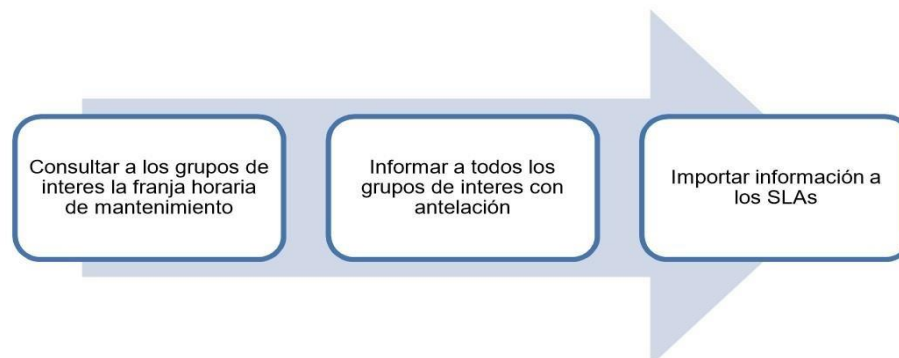 Consultar a los grupos de
interes la franja horaria
de mantenimiento
Informar a todos los
grupos de interes con
antelación
Importar información a
los SLAs